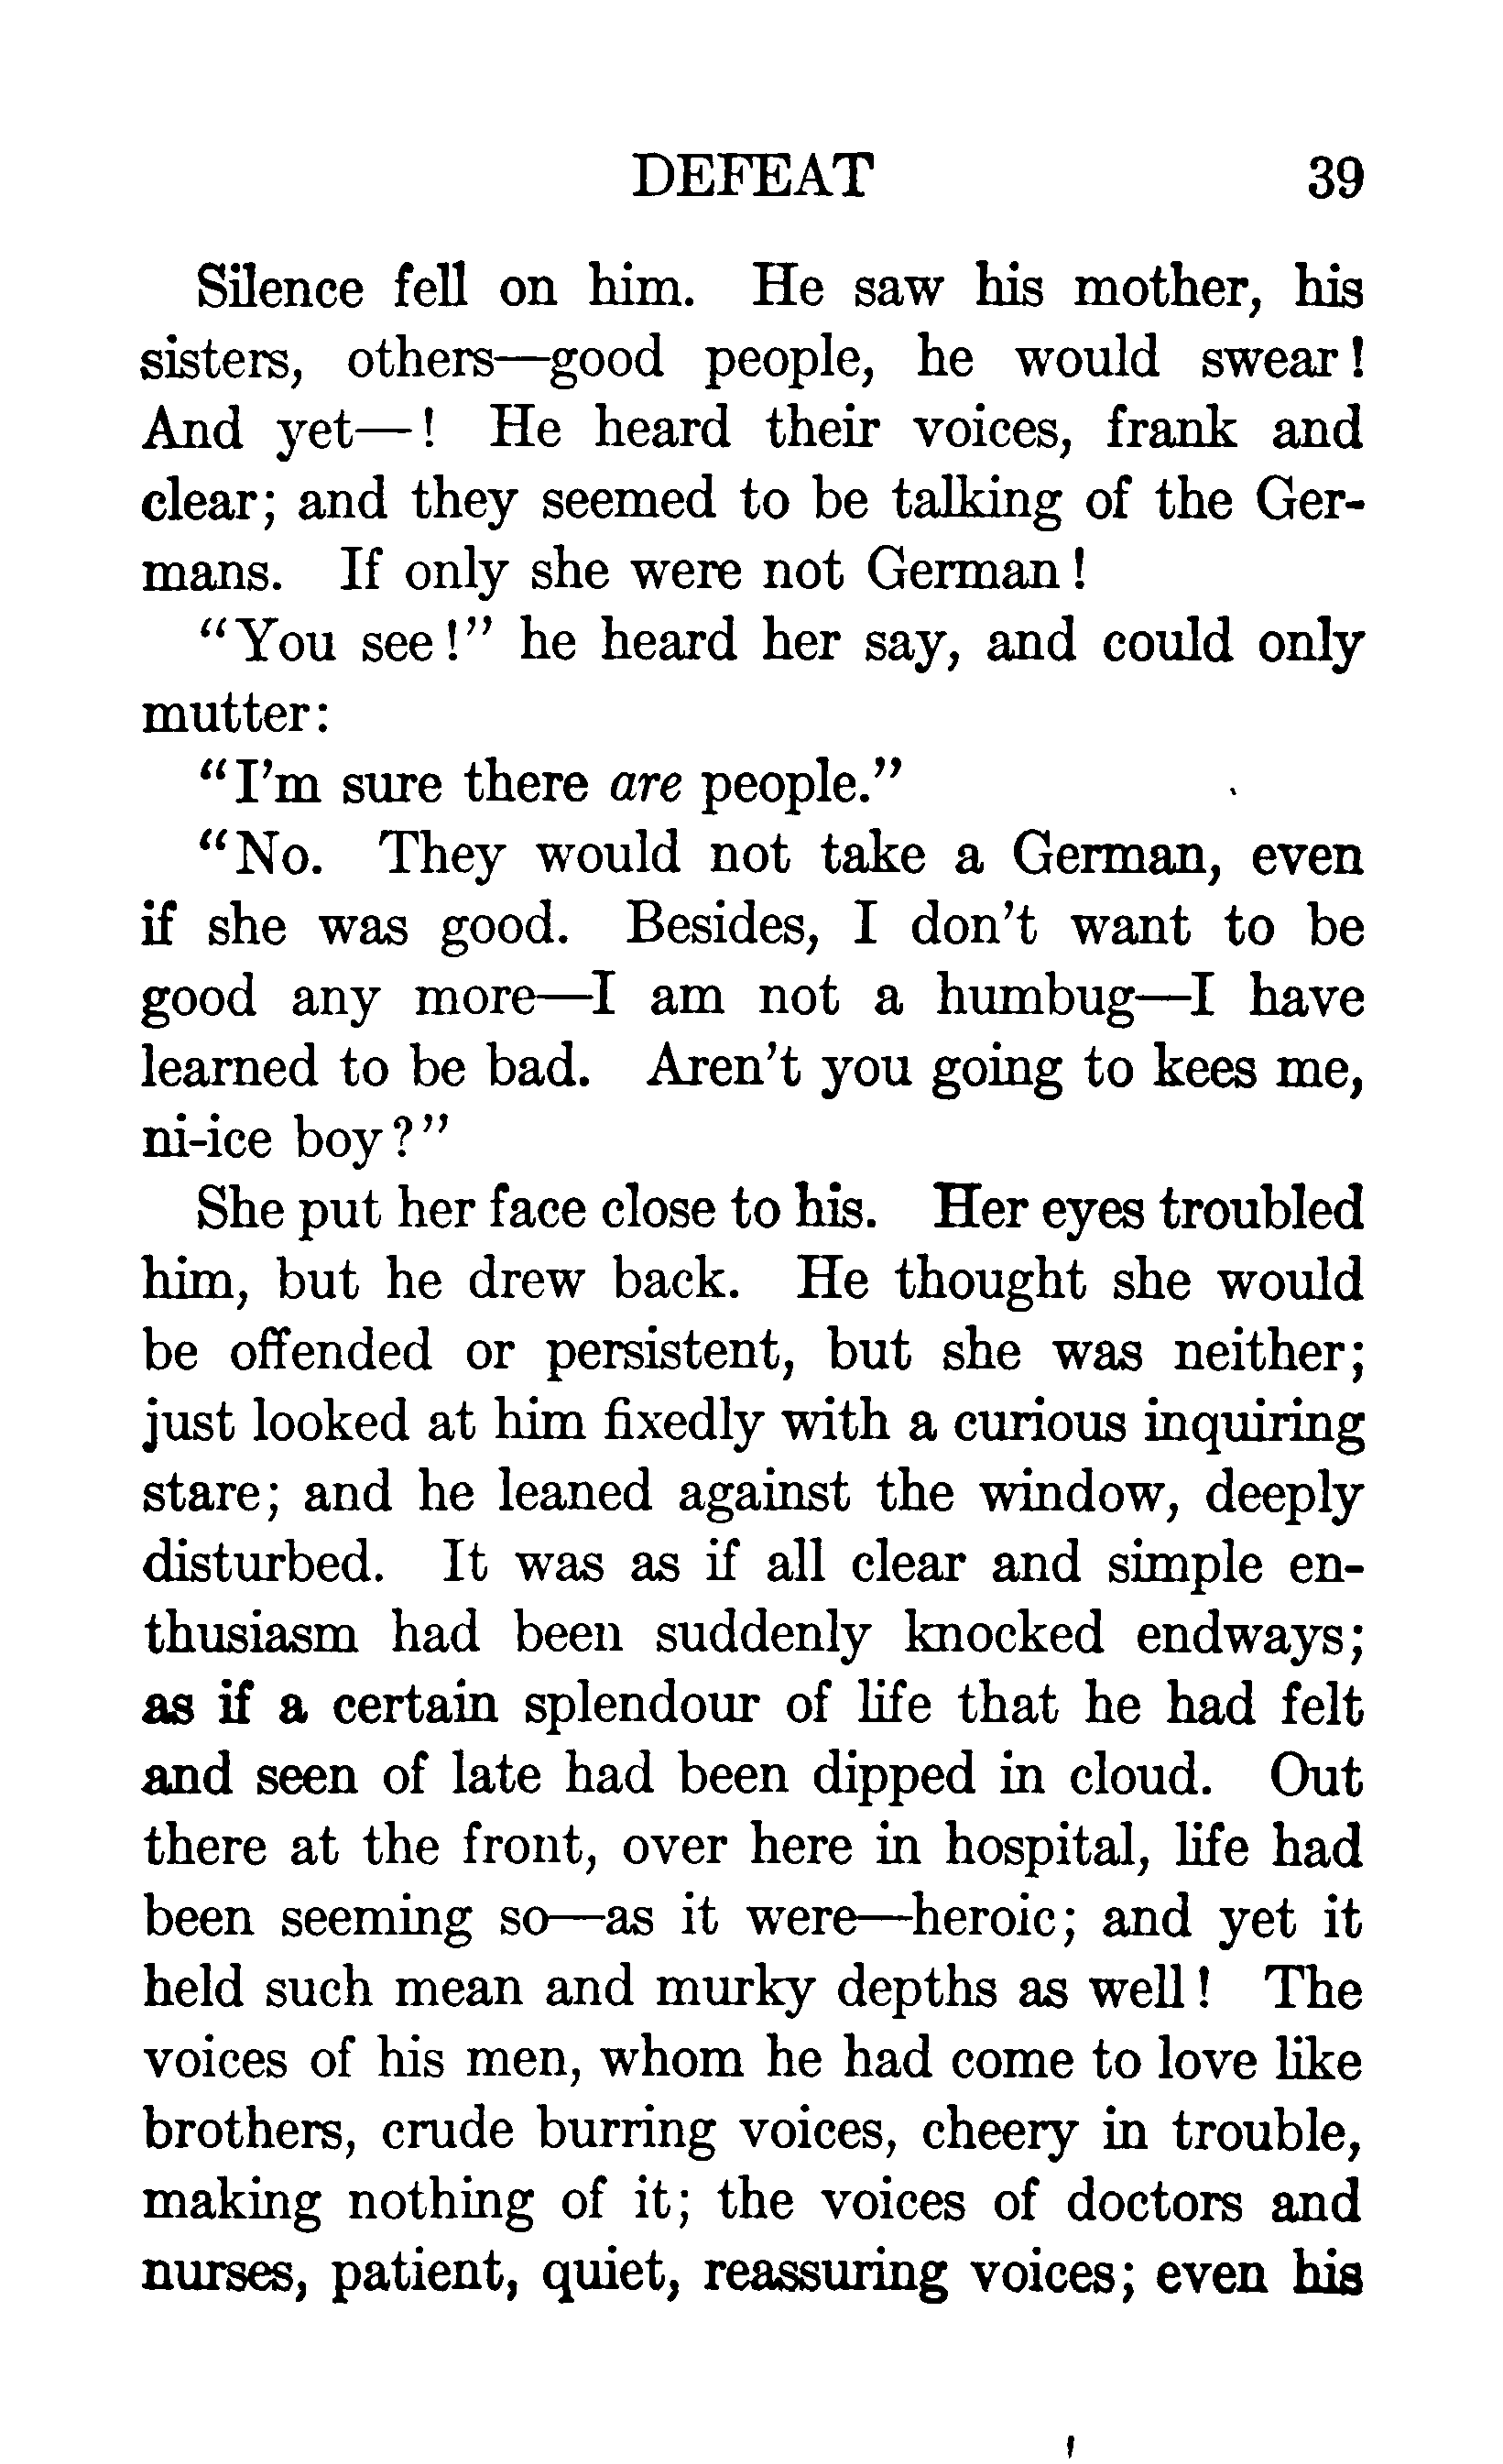 DEFEAT 39
Silence fell on him. He saw his mother, his
sisters, others—good people, he would swear!
And yet—! He heard their voices, frank and
clear; and they seemed to be talking of the Ger-
mans. If only she were not German!
"You see!" he heard her say, and could only
mutter:
"I'm sure there are people."
"No. They would not take a German, even
if she was good. Besides, I don't want to be
good any more—I am not a humbug—I have
learned to be bad. Aren't you going to kees me,
ni-ice boy?"
She put her face close to his. Her eyes troubled
him, but he drew back. He thought she would
be offended or persistent, but she was neither;
just looked at him fixedly with a curious inquiring
stare; and he leaned against the window, deeply
disturbed. It was as if all clear and simple en-
thusiasm had been suddenly knocked endways;
as if a certain splendour of life that he had felt
and seen of late had been dipped in cloud. Out
there at the front, over here in hospital, life had
been seeming so—as it were—heroic; and yet it
held such mean and murky depths as well! The
voices of his men, whom he had come to love like
brothers, crude burring voices, cheery in trouble,
making nothing of it; the voices of doctors and
nurses, patient, quiet, reassuring voices; even his